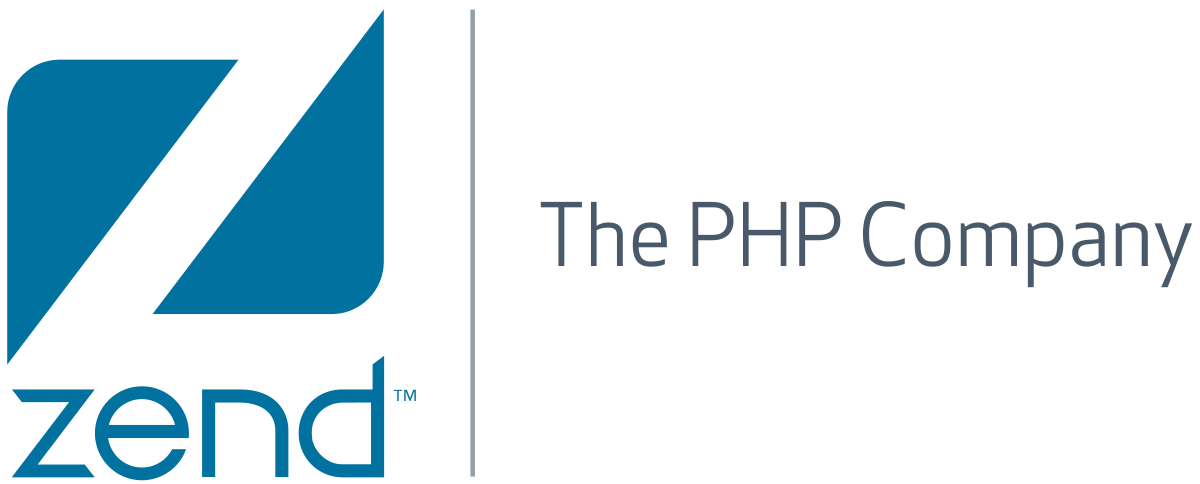 zend™
The PHP Company